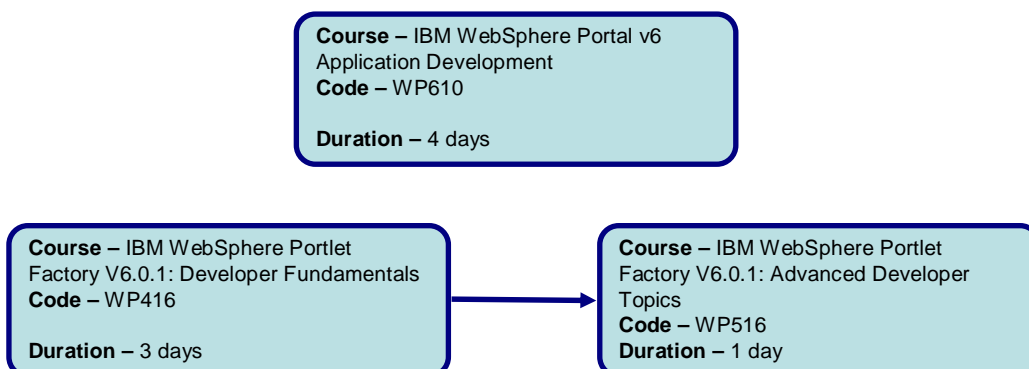 Course – IBM WebSphere Portal v6
Application Development
Code – WP610
Duration – 4 days
Course – IBM WebSphere Portlet
Factory V6.0.1: Developer Fundamentals
Code – WP416
Duration – 3 days
Course – IBM WebSphere Portlet
Factory V6.0.1: Advanced Developer
Topics
Code – WP516
Duration – 1 day